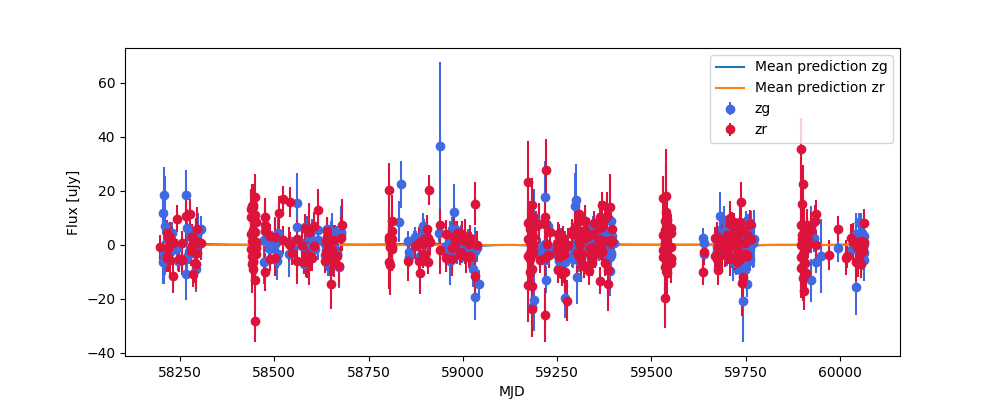 Mean prediction zg
Mean prediction zr
zg
zr
60
40
20
0
−20
−40
Flux [uJy]
58250
58500
58750
59000
59250
59500
59750
60000
MJD